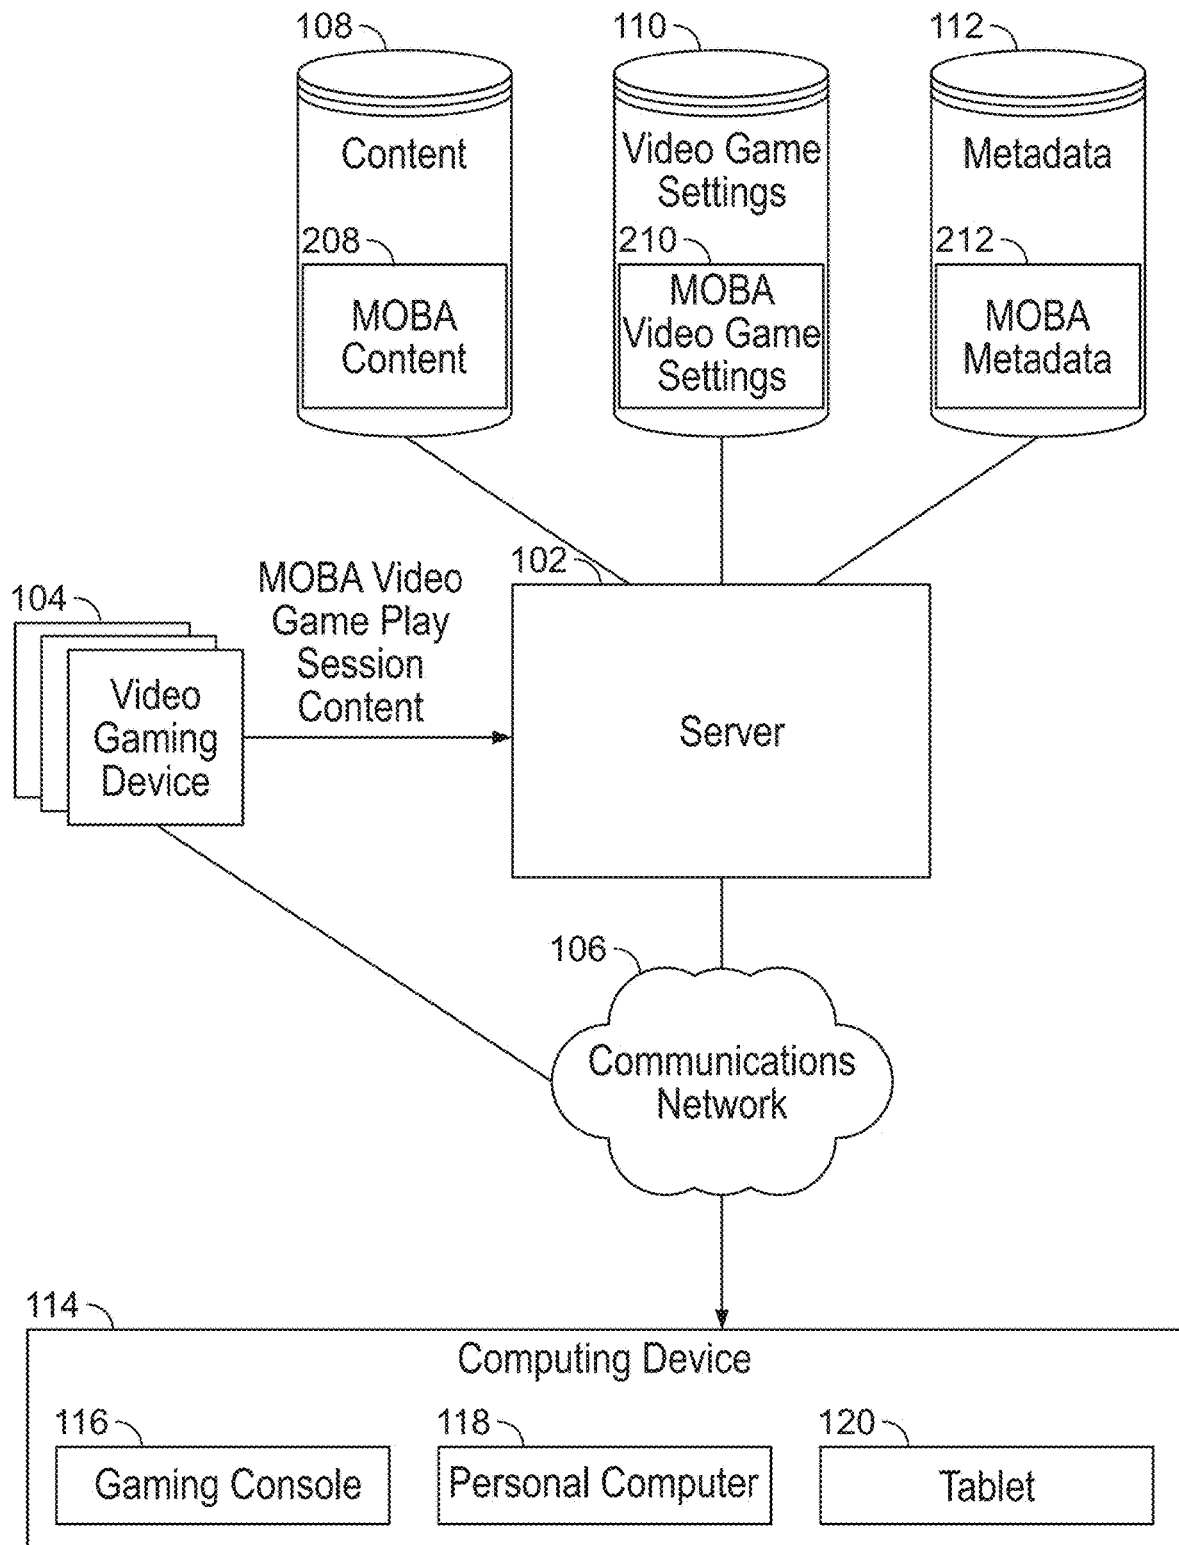 108
110
112
Content
Video Game
Settings
Metadata
208
210
212
MOBA
Content
MOBA
Video Game
Settings
MOBA
Metadata
102
104
MOBA Video
Game Play
Session
Content
Video
Gaming
Device
Server
106
Communications
Network
114
Computing Device
116
118
120
Gaming Console
Personal Computer
Tablet